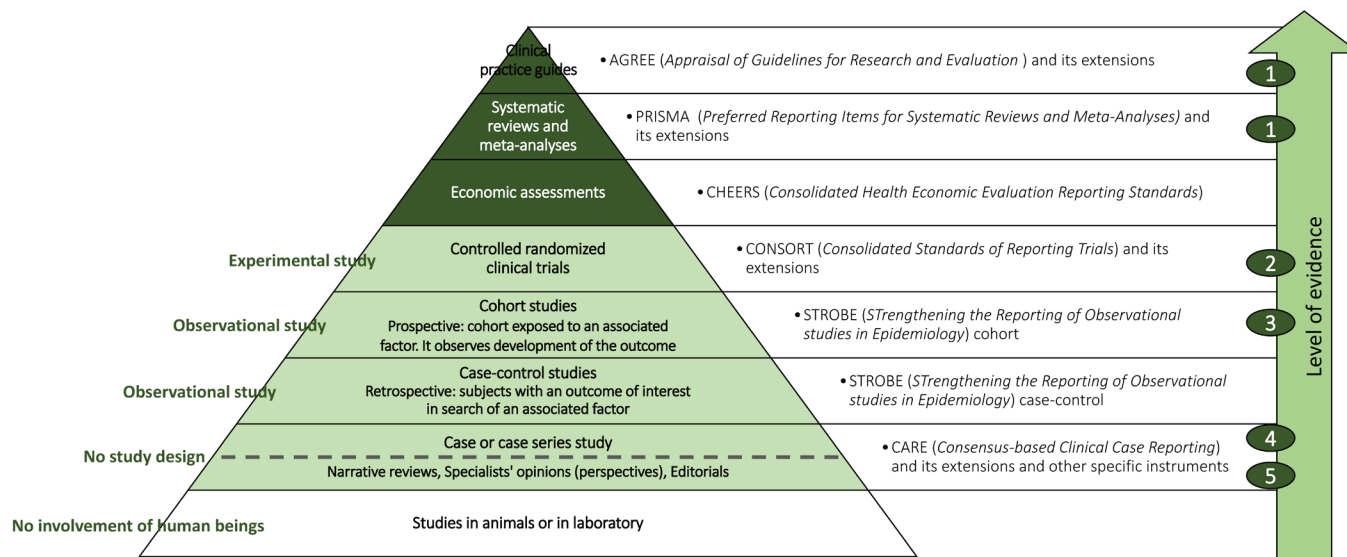 Clinical
practice guides
• AGREE (Appraisal of Guidelines for Research and Evaluation ) and its extensions
1
Systematic
reviews and
meta-analyses
• PRISMA (Preferred Reporting Items for Systematic Reviews and Meta-Analyses) and
its extensions
1
Economic assessments
• CHEERS (Consolidated Health Economic Evaluation Reporting Standards)
Experimental study
Controlled randomized
clinical trials
• CONSORT (Consolidated Standards of Reporting Trials) and its
extensions
2
Observational study
Cohort studies
Prospective: cohort exposed to an associated
factor. It observes development of the outcome
• STROBE (STrengthening the Reporting of Observational
studies in Epidemiology) cohort
3
Observational study
Case-control studies
Retrospective: subjects with an outcome of interest
in search of an associated factor
• STROBE (STrengthening the Reporting of Observational
studies in Epidemiology) case-control
No study design
Case or case series study
Narrative reviews, Specialists' opinions (perspectives), Editorials
• CARE (Consensus-based Clinical Case Reporting)
and its extensions and other specific instruments
4
5
No involvement of human beings
Studies in animals or in laboratory
Level of evidence